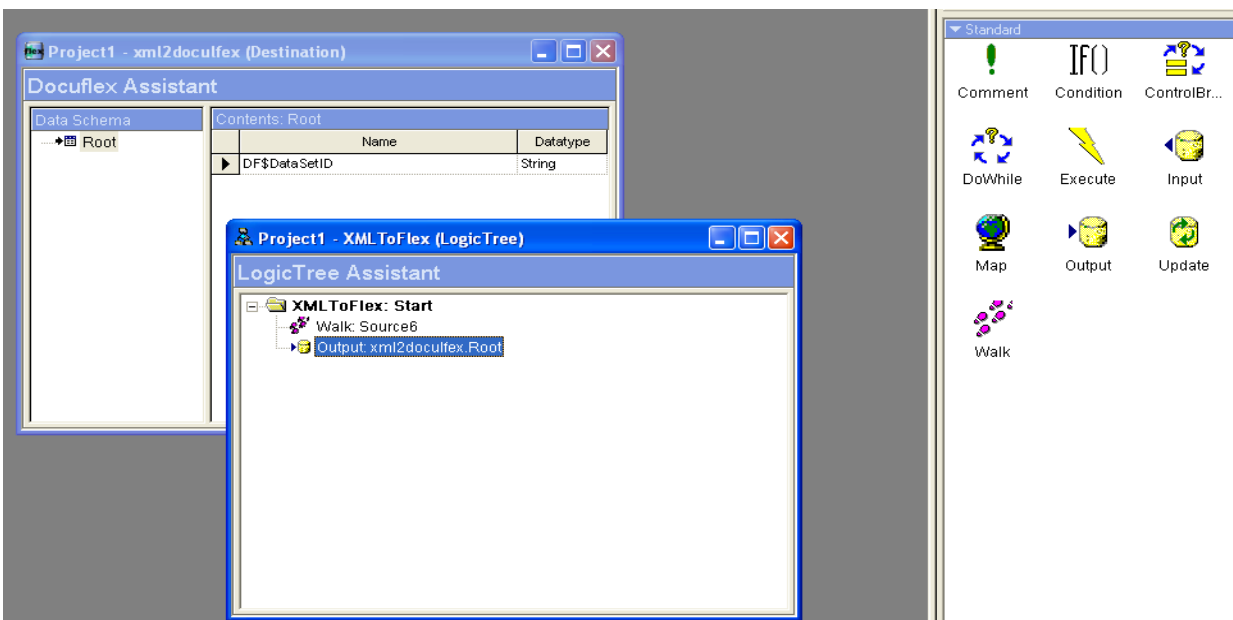 flex Project1 - xml2doculfex (Destination)
Docuflex Assistant
Data Schema
Root
Contents: Root
Name Datatype
DF$DataSetID String
Project1 - XMLToFlex (LogicTree)
LogicTree Assistant
XMLToFlex: Start
Walk: Source6
Output: xml2doculfex.Root
Standard
Comment
IF()
Condition
ControlBr...
DoWhile
Execute
Input
Map
Output
Update
Walk